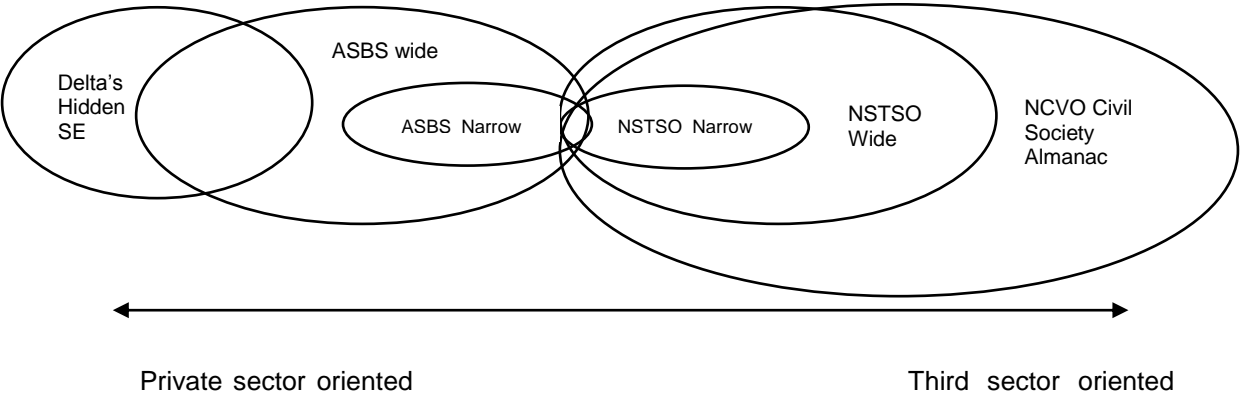 Delta’s
Hidden
SE
ASBS wide
ASBS Narrow
NSTSO Narrow
NSTSO
Wide
NCVO Civil
Society
Almanac
Private sector oriented
Third sector oriented